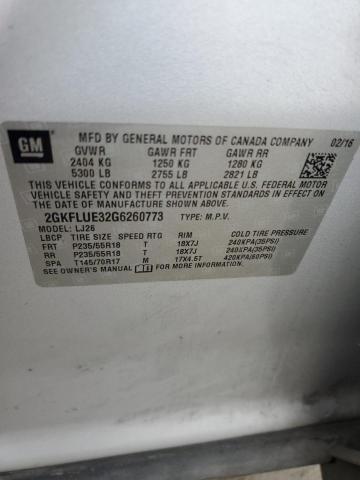 GM
MFD BY GENERAL MOTORS OF CANADA COMPANY 02/16
GVWR GAWR FRT GAWR RR
2404 KG 1250 KG 1280 KG
5300 LB 2755 LB 2821 LB
THIS VEHICLE CONFORMS TO ALL APPLICABLE U.S. FEDERAL
MOTOR VEHICLE SAFETY, BUMPER, AND THEFT
PREVENTION STANDARDS IN EFFECT ON THE DATE OF
MANUFACTURE SHOWN ABOVE.
2GKFLUE32G6260773 TYPE: M.P.V.
MODEL: LJ26
LBCP TIRE SIZE SPEED RTG RIM COLD TIRE PRESSURE
FRT P235/55R18 T 18X7J 240KPA(35PSI)
RR P235/55R18 T 18X7J 240KPA(35PSI)
SPA T145/70R17 M 17X4.5T 420KPA(60PSI)
SEE OWNER'S MANUAL FOR MORE INFORMATION.